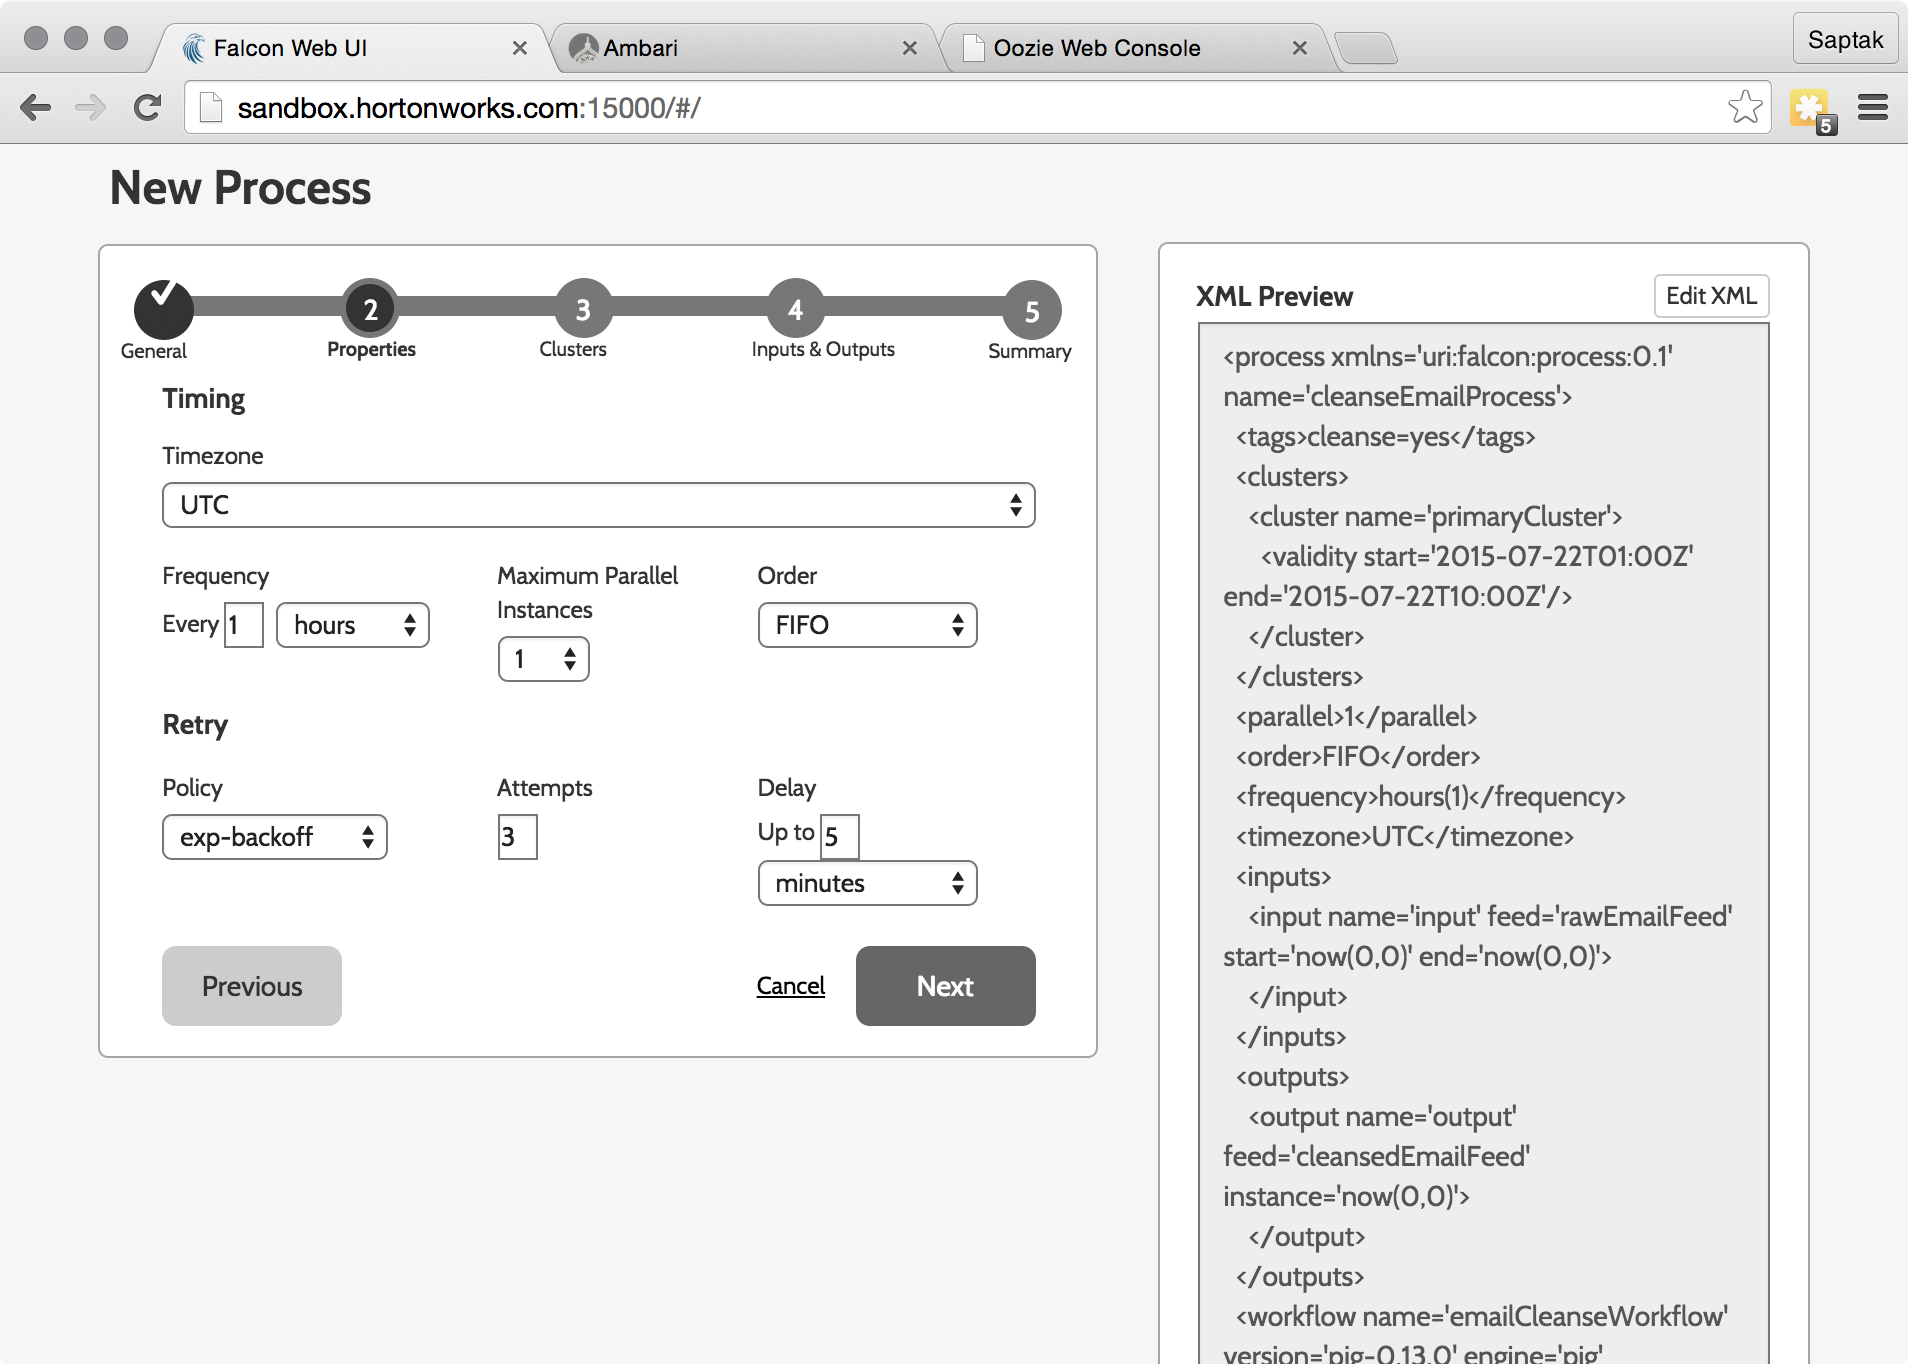 Falcon Web UI
Ambari
Oozie Web Console
Saptak
sandbox.hortonworks.com:15000/#/
5
New Process
2
3
4
5
General
Properties
Clusters
Inputs & Outputs
Summary
Timing
Timezone
UTC
Frequency
Every 1 hours
Maximum Parallel
Instances
1
Order
FIFO
Retry
Policy
exp-backoff
Attempts
3
Delay
Up to 5
minutes
Previous
Cancel
Next
XML Preview
Edit XML
<process xmlns='uri:falcon:process:0.1'
name='cleanseEmailProcess'>
<tags>cleanse=yes</tags>
<clusters>
<cluster name='primaryCluster'>
<validity start='2015-07-22T01:00Z'
end='2015-07-22T10:00Z'/>
</cluster>
</clusters>
<parallel>1</parallel>
<order>FIFO</order>
<frequency>hours(1)</frequency>
<timezone>UTC</timezone>
<inputs>
<input name='input' feed='rawEmailFeed'
start='now(0,0)' end='now(0,0)'>
</input>
</inputs>
<outputs>
<output name='output'
feed='cleansedEmailFeed'
instance='now(0,0)'>
</output>
</outputs>
<workflow name='emailCleanseWorkflow'
version='pig-0.13.0' engine='pig'